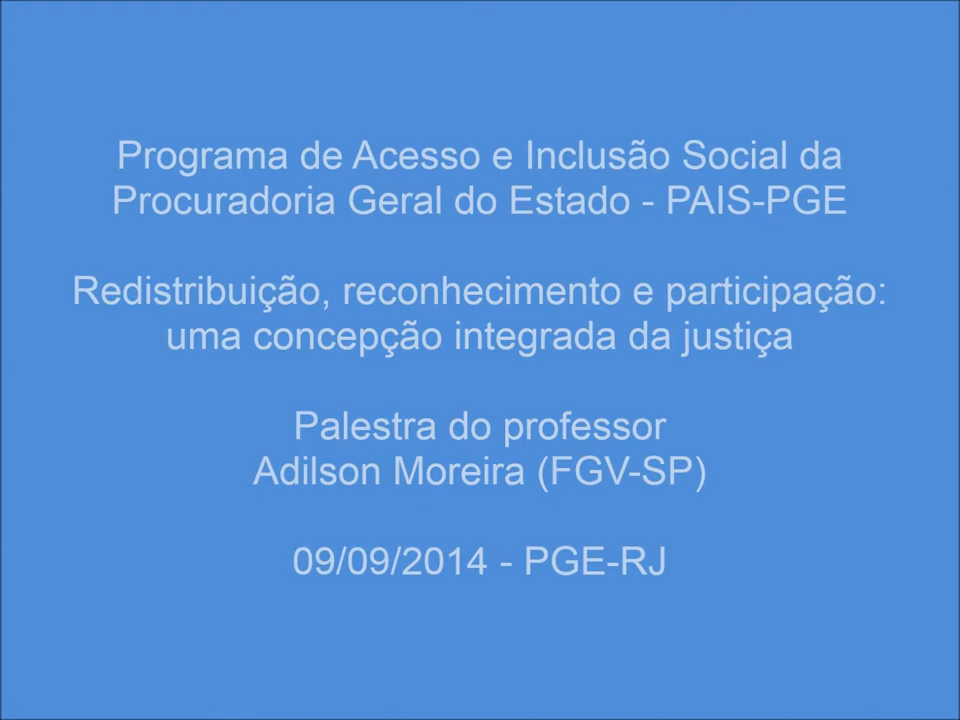 Programa de Acesso e Inclusão Social da
Procuradoria Geral do Estado - PAIS-PGE
Redistribuição, reconhecimento e participação:
uma concepção integrada da justiça
Palestra do professor
Adilson Moreira (FGV-SP)
09/09/2014 - PGE-RJ